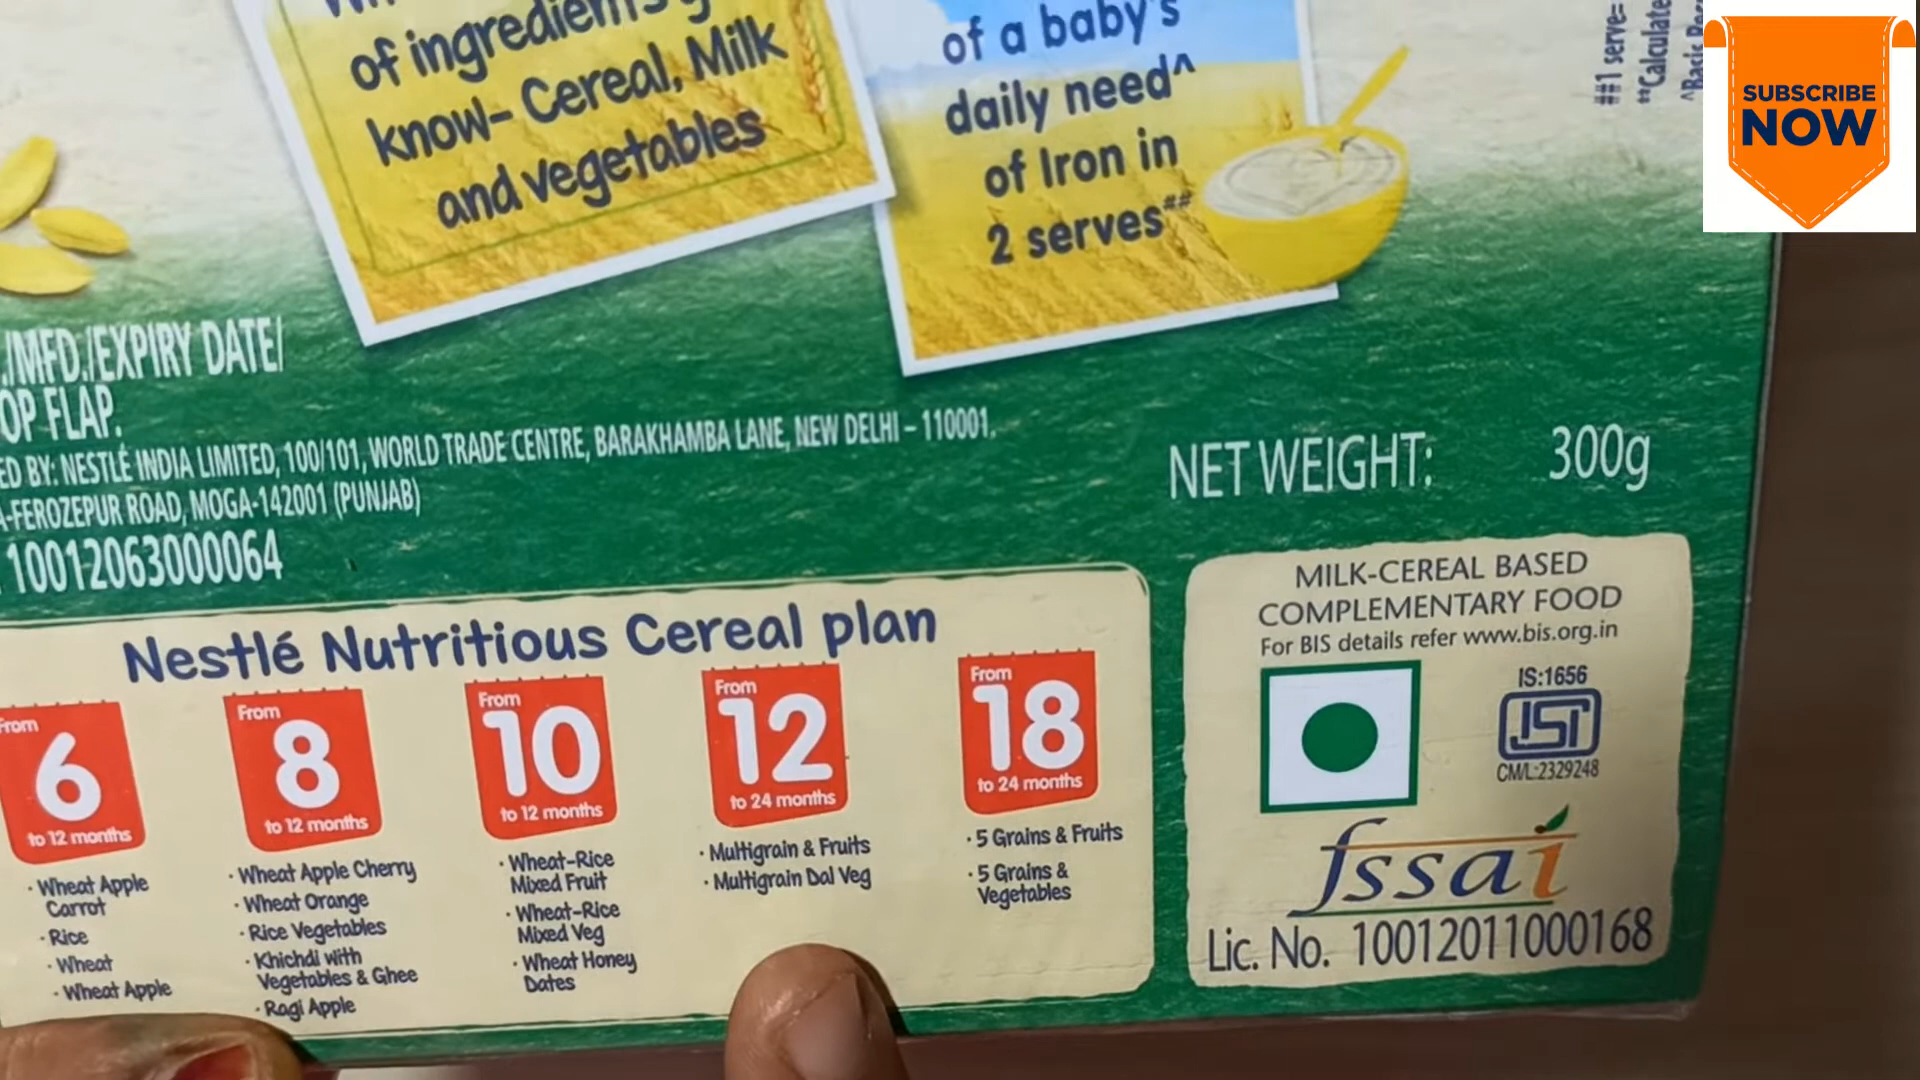 of ingredients
know- Cereal, Milk
and vegetables
of a baby's
daily need^
of Iron in
2 serves##
##1 serve=
**Calculate
^Basis
SUBSCRIBE
NOW
/MFD./EXPIRY DATE/
OP FLAP.
ED BY: NESTLÉ INDIA LIMITED, 100/101, WORLD TRADE CENTRE, BARAKHAMBA LANE, NEW DELHI – 110001.
A-FEROZEPUR ROAD, MOGA-142001 (PUNJAB)
10012063000064
NET WEIGHT: 300g
Nestlé Nutritious Cereal plan
From
6
to 12 months
· Wheat Apple
Carrot
· Rice
· Wheat
· Wheat Apple
From
8
to 12 months
· Wheat Apple Cherry
· Wheat Orange
· Rice Vegetables
· Khichdi with
Vegetables & Ghee
· Ragi Apple
From
10
to 12 months
· Wheat-Rice
Mixed Fruit
· Wheat-Rice
Mixed Veg
· Wheat Honey
Dates
From
12
to 24 months
· Multigrain & Fruits
· Multigrain Dal Veg
From
18
to 24 months
· 5 Grains & Fruits
· 5 Grains &
Vegetables
MILK-CEREAL BASED
COMPLEMENTARY FOOD
For BIS details refer www.bis.org.in
IS:1656
ISI
CM/L:2329248
fssai
Lic. No. 10012011000168